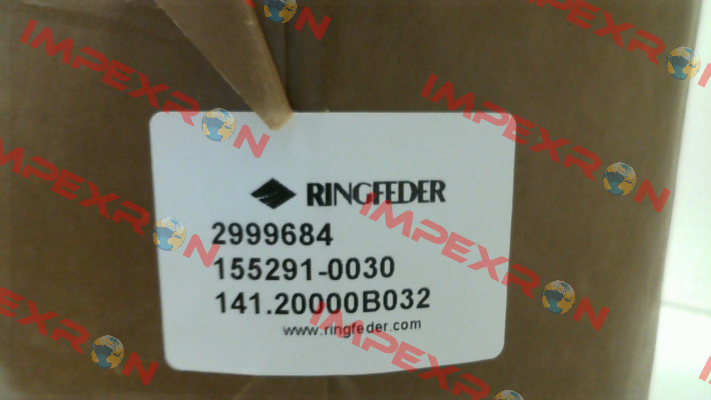 IMPEXRON
IMPEXRON
IMPEXRON
IMPEXRON
IMPEXRON
IMPEXRON
RINGFEDER
2999684
155291-0030
141.20000B032
www.ringfeder.com